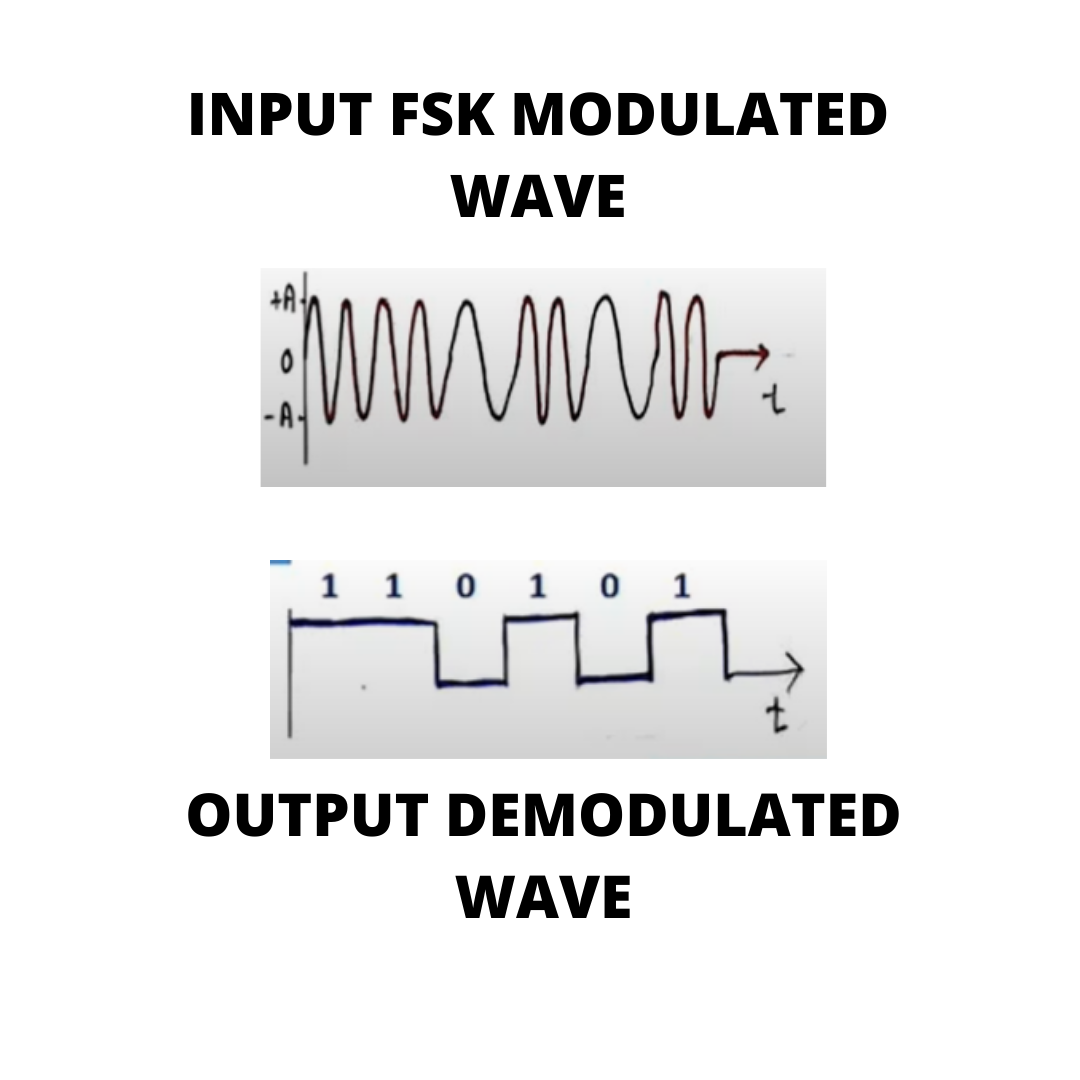 INPUT FSK MODULATED
WAVE
+A
0
-A
t
1 1 0 1 0 1
t
OUTPUT DEMODULATED
WAVE